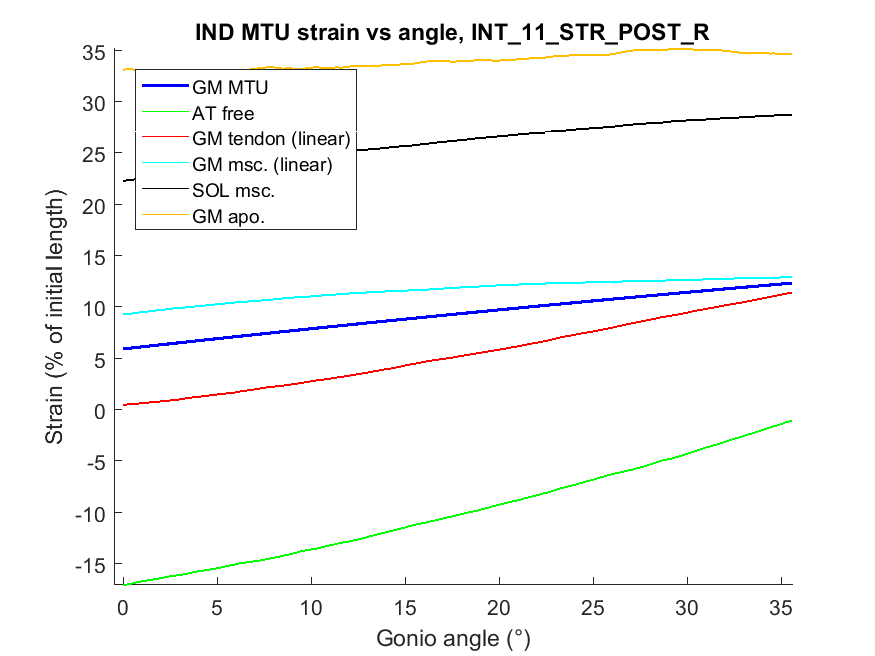 IND MTU strain vs angle, INT_11_STR_POST_R
35
30
25
20
15
10
5
0
-5
-10
-15
Strain (% of initial length)
GM MTU
AT free
GM tendon (linear)
GM msc. (linear)
SOL msc.
GM apo.
0 5 10 15 20 25 30 35
Gonio angle (°)